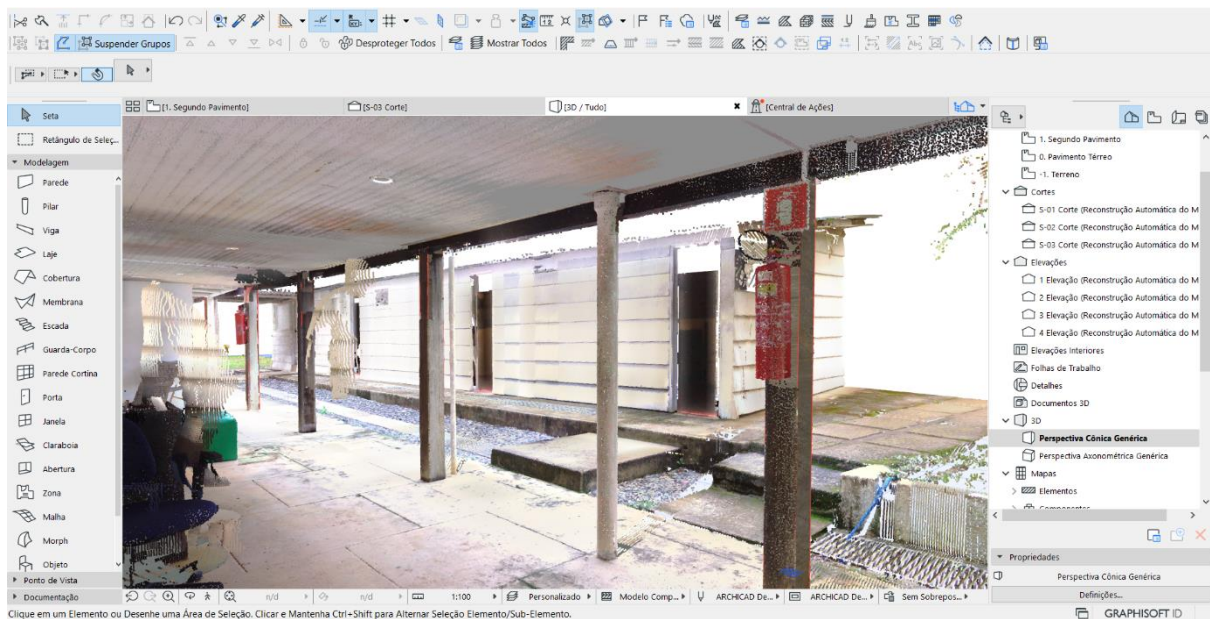 Suspender Grupos
Desproteger Todos
Mostrar Todos
[1. Segundo Pavimento]
[S-03 Corte]
[3D / Tudo]
[Central de Ações]
Seta
Retângulo de Seleç...
Modelagem
Parede
Pilar
Viga
Laje
Cobertura
Membrana
Escada
Guarda-Corpo
Parede Cortina
Porta
Janela
Claraboia
Abertura
Zona
Malha
Morph
Objeto
Ponto de Vista
Documentação
1. Segundo Pavimento
0. Pavimento Térreo
-1. Terreno
Cortes
S-01 Corte (Reconstrução Automática do M
S-02 Corte (Reconstrução Automática do M
S-03 Corte (Reconstrução Automática do M
Elevações
1 Elevação (Reconstrução Automática do M
2 Elevação (Reconstrução Automática do M
3 Elevação (Reconstrução Automática do M
4 Elevação (Reconstrução Automática do M
Elevações Interiores
Folhas de Trabalho
Detalhes
Documentos 3D
3D
Perspectiva Cônica Genérica
Perspectiva Axonométrica Genérica
Mapas
Elementos
Propriedades
Perspectiva Cônica Genérica
Definições...
n/d
n/d
1:100
Personalizado
Modelo Comp...
ARCHICAD De...
ARCHICAD De...
Sem Sobrepos...
Clique em um Elemento ou Desenhe uma Área de Seleção. Clicar e Mantenha Ctrl+Shift para Alternar Seleção Elemento/Sub-Elemento.
GRAPHISOFT ID